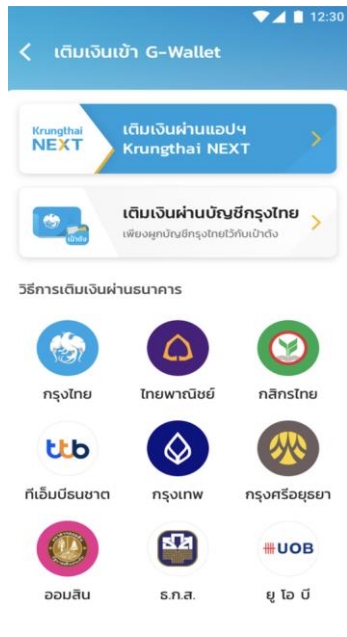 12:30
เติมเงินเข้า G-Wallet
Krungthai
NEXT
เติมเงินผ่านแอปฯ
Krungthai NEXT
เติมเงินผ่านบัญชีกรุงไทย
เพียงผูกบัญชีกรุงไทยไว้กับเป๋าตัง
เป๋าตัง
วิธีการเติมเงินผ่านธนาคาร
กรุงไทย
ไทยพาณิชย์
กสิกรไทย
ttb
ทีเอ็มบีธนชาต
กรุงเทพ
กรุงศรีอยุธยา
UOB
ออมสิน
ธ.ก.ส.
ยู โอ บี